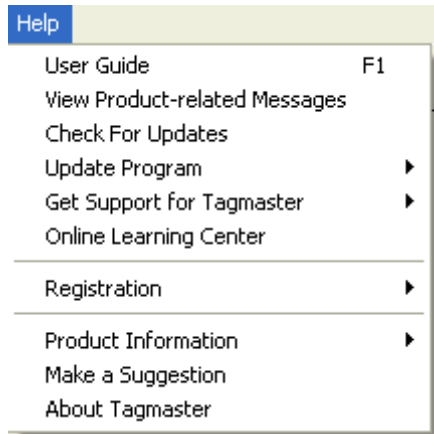 Help
User Guide F1
View Product-related Messages
Check For Updates
Update Program
Get Support for Tagmaster
Online Learning Center
Registration
Product Information
Make a Suggestion
About Tagmaster